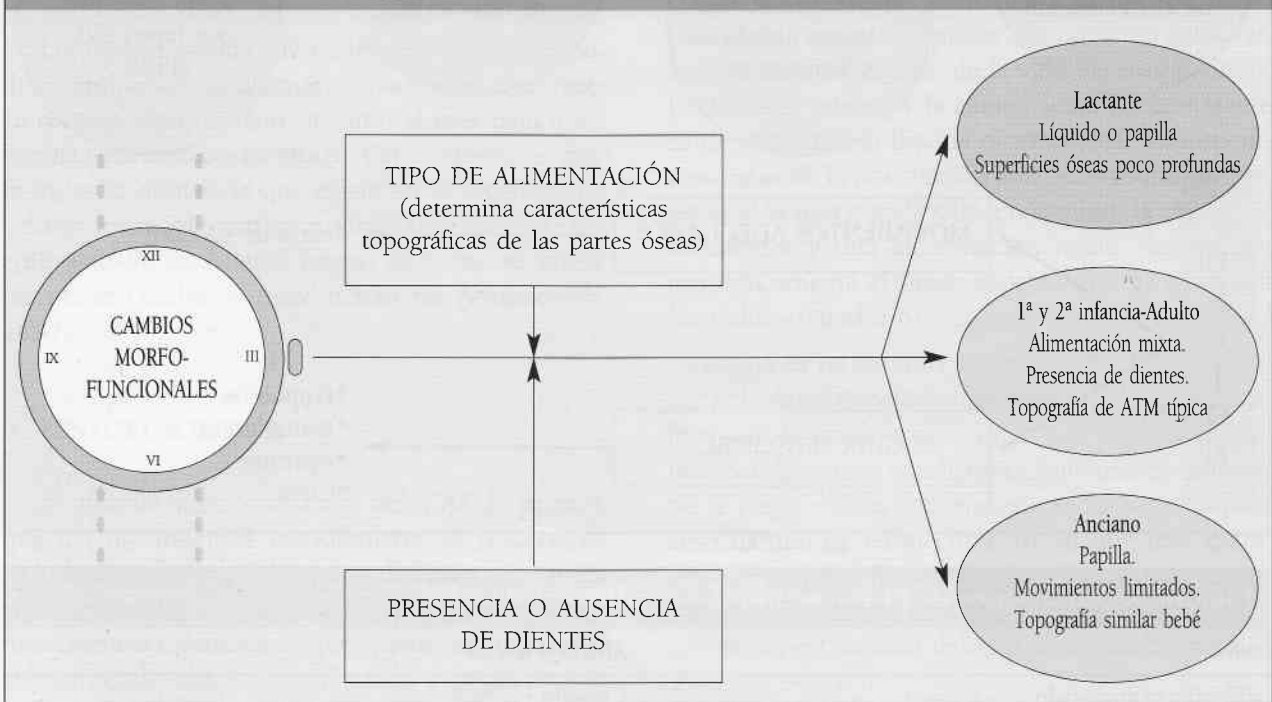 XII
CAMBIOS
IX
MORFO-
III
FUNCIONALES
VI
TIPO DE ALIMENTACIÓN
(determina características
topográficas de las partes óseas)
PRESENCIA O AUSENCIA
DE DIENTES
Lactante
Líquido o papilla
Superficies óseas poco profundas
1ª y 2ª infancia-Adulto
Alimentación mixta.
Presencia de dientes.
Topografía de ATM típica
Anciano
Papilla.
Movimientos limitados.
Topografía similar bebé